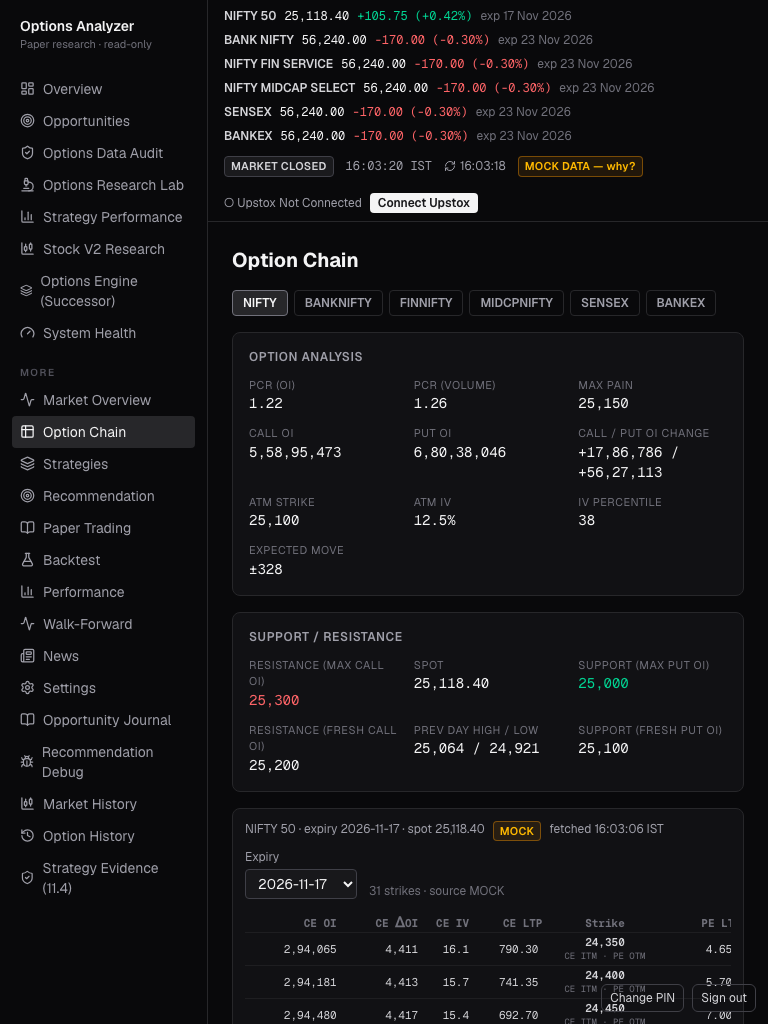 Options Analyzer
Paper research · read-only
Overview
Opportunities
Options Data Audit
Options Research Lab
Strategy Performance
Stock V2 Research
Options Engine
(Successor)
System Health
MORE
Market Overview
Option Chain
Strategies
Recommendation
Paper Trading
Backtest
Performance
Walk-Forward
News
Settings
Opportunity Journal
Recommendation
Debug
Market History
Option History
Strategy Evidence
(11.4)
NIFTY 50 25,118.40 +105.75 (+0.42%) exp 17 Nov 2026
BANK NIFTY 56,240.00 -170.00 (-0.30%) exp 23 Nov 2026
NIFTY FIN SERVICE 56,240.00 -170.00 (-0.30%) exp 23 Nov 2026
NIFTY MIDCAP SELECT 56,240.00 -170.00 (-0.30%) exp 23 Nov 2026
SENSEX 56,240.00 -170.00 (-0.30%) exp 23 Nov 2026
BANKEX 56,240.00 -170.00 (-0.30%) exp 23 Nov 2026
MARKET CLOSED 16:03:20 IST 16:03:18 MOCK DATA — why?
Upstox Not Connected Connect Upstox
Option Chain
NIFTY BANKNIFTY FINNIFTY MIDCPNIFTY SENSEX BANKEX
OPTION ANALYSIS
PCR (OI) PCR (VOLUME) MAX PAIN
1.22 1.26 25,150
CALL OI PUT OI CALL / PUT OI CHANGE
5,58,95,473 6,80,38,046 +17,86,786 /
+56,27,113
ATM STRIKE ATM IV IV PERCENTILE
25,100 12.5% 38
EXPECTED MOVE
±328
SUPPORT / RESISTANCE
RESISTANCE (MAX CALL
OI) SPOT SUPPORT (MAX PUT OI)
25,300 25,118.40 25,000
RESISTANCE (FRESH CALL
OI) PREV DAY HIGH / LOW SUPPORT (FRESH PUT OI)
25,200 25,064 / 24,921 25,100
NIFTY 50 · expiry 2026-11-17 · spot 25,118.40 MOCK fetched 16:03:06 IST
Expiry
2026-11-17 31 strikes · source MOCK
CE OI CE ΔOI CE IV CE LTP Strike PE LT
2,94,065 4,411 16.1 790.30 24,350 4.65
CE ITM · PE OTM
2,94,181 4,413 15.7 741.35 24,400 5.70
CE ITM · PE OTM
2,94,480 4,417 15.4 692.70 24,450 7.00
CE ITM · PE OTM
Change PIN Sign out